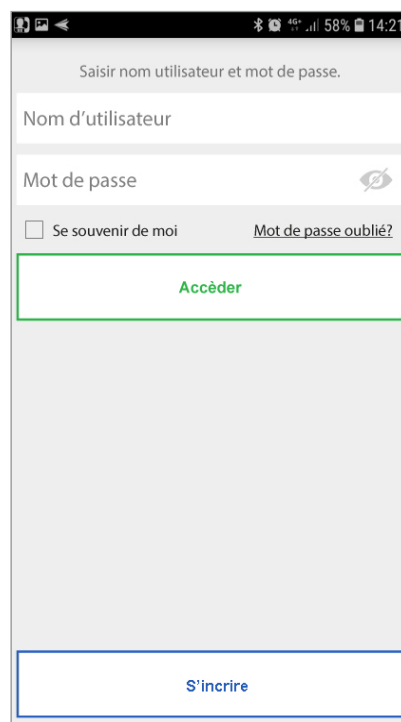 4G+ 58% 14:21
Saisir nom utilisateur et mot de passe.
Nom d’utilisateur
Mot de passe
Se souvenir de moi Mot de passe oublié?
Accèder
S’incrire